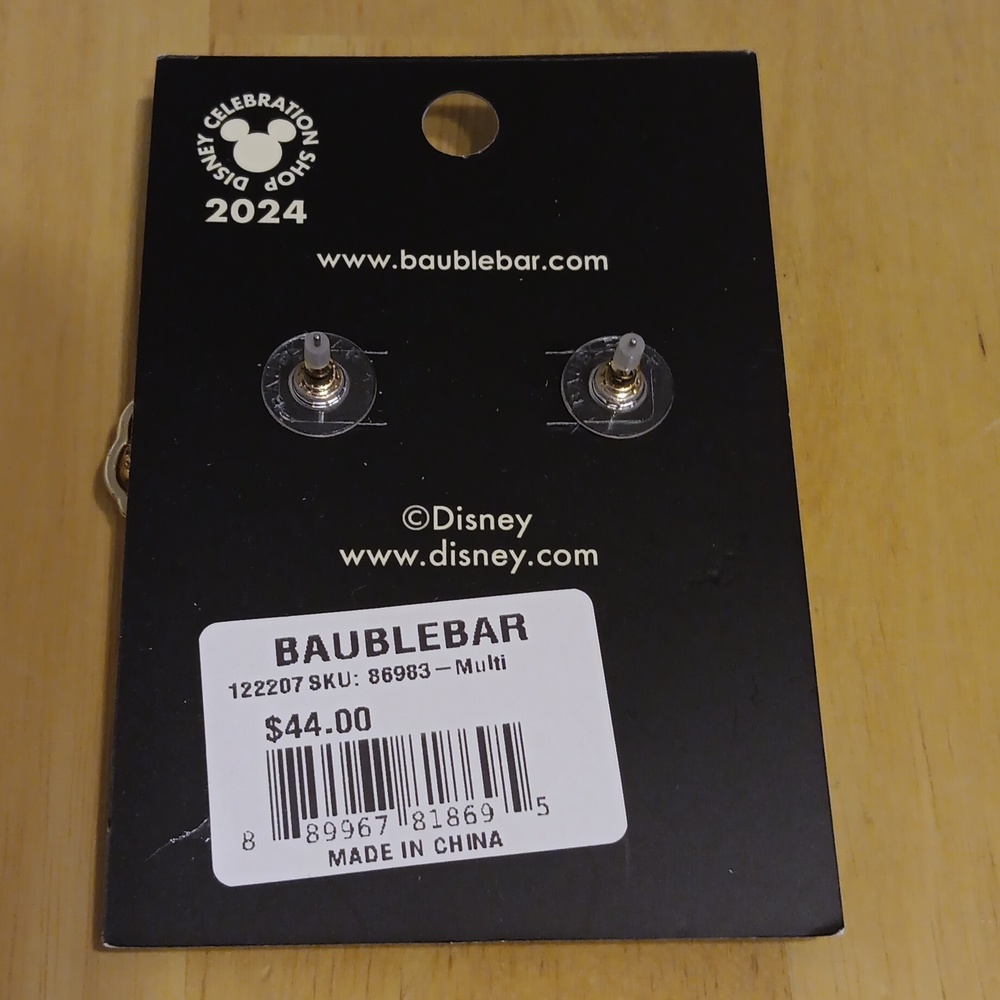 DISNEY CELEBRATION SHOP
2024
www.baublebar.com
©Disney
www.disney.com
BAUBLEBAR
122207 SKU: 86983-Multi
$44.00
8 89967 81869 5
MADE IN CHINA